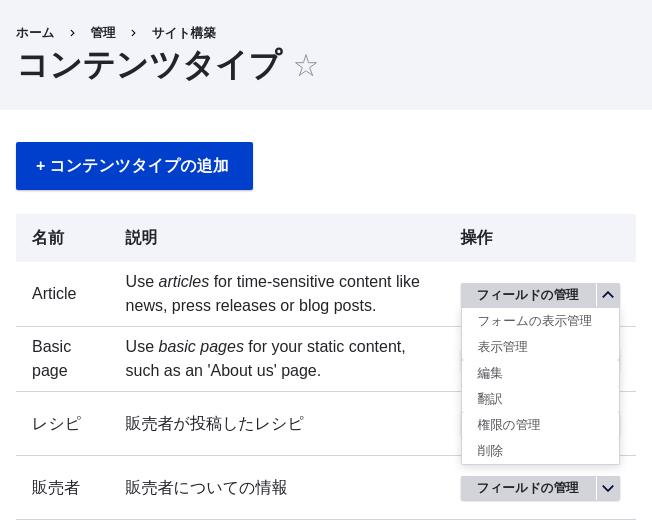 ホーム > 管理 > サイト構築
コンテンツタイプ ☆
+ コンテンツタイプの追加
名前 説明 操作
Article
Use articles for time-sensitive content like
news, press releases or blog posts.
フィールドの管理
フォームの表示管理
表示管理
編集
翻訳
権限の管理
削除
Basic
page
Use basic pages for your static content,
such as an 'About us' page.
レシピ 販売者が投稿したレシピ
販売者 販売者についての情報 フィールドの管理